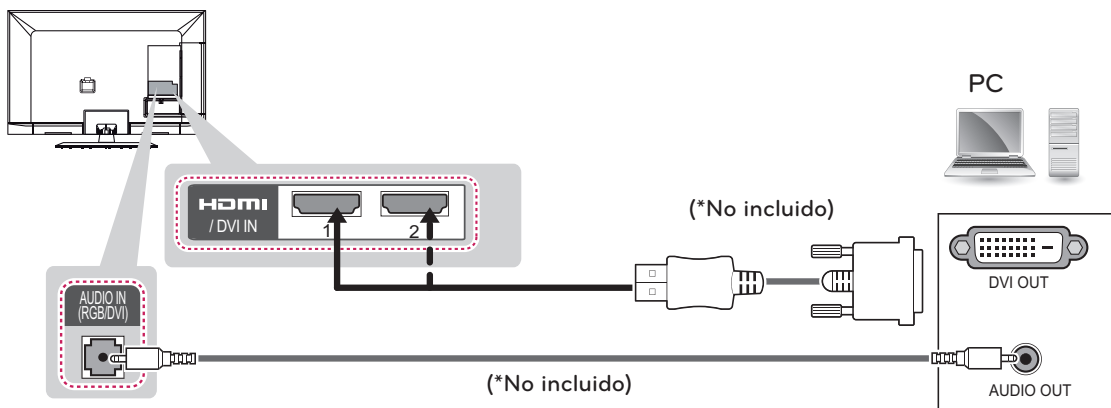 PC
HDMI
/ DVI IN
1
2
(*No incluido)
DVI OUT
AUDIO IN
(RGB/DVI)
(*No incluido)
AUDIO OUT